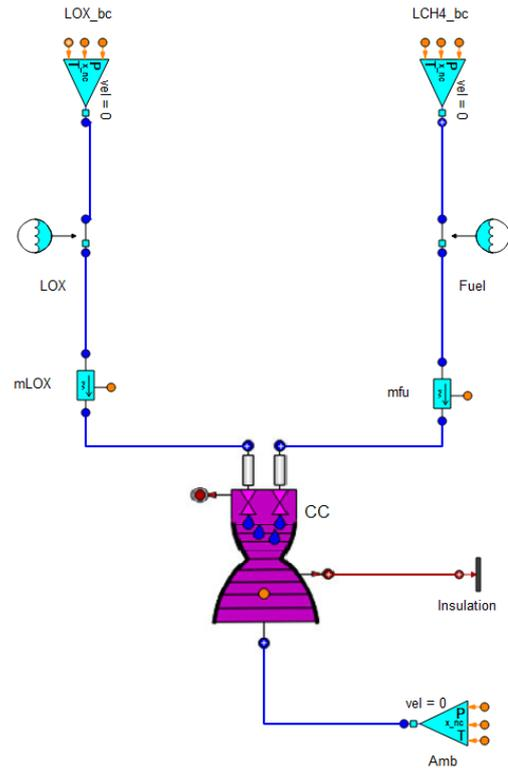 LOX_bc
LCH4_bc
P
x_nc
T
vel = 0
P
x_nc
T
vel = 0
LOX
Fuel
mLOX
mfu
CC
Insulation
vel = 0
P
x_nc
T
Amb